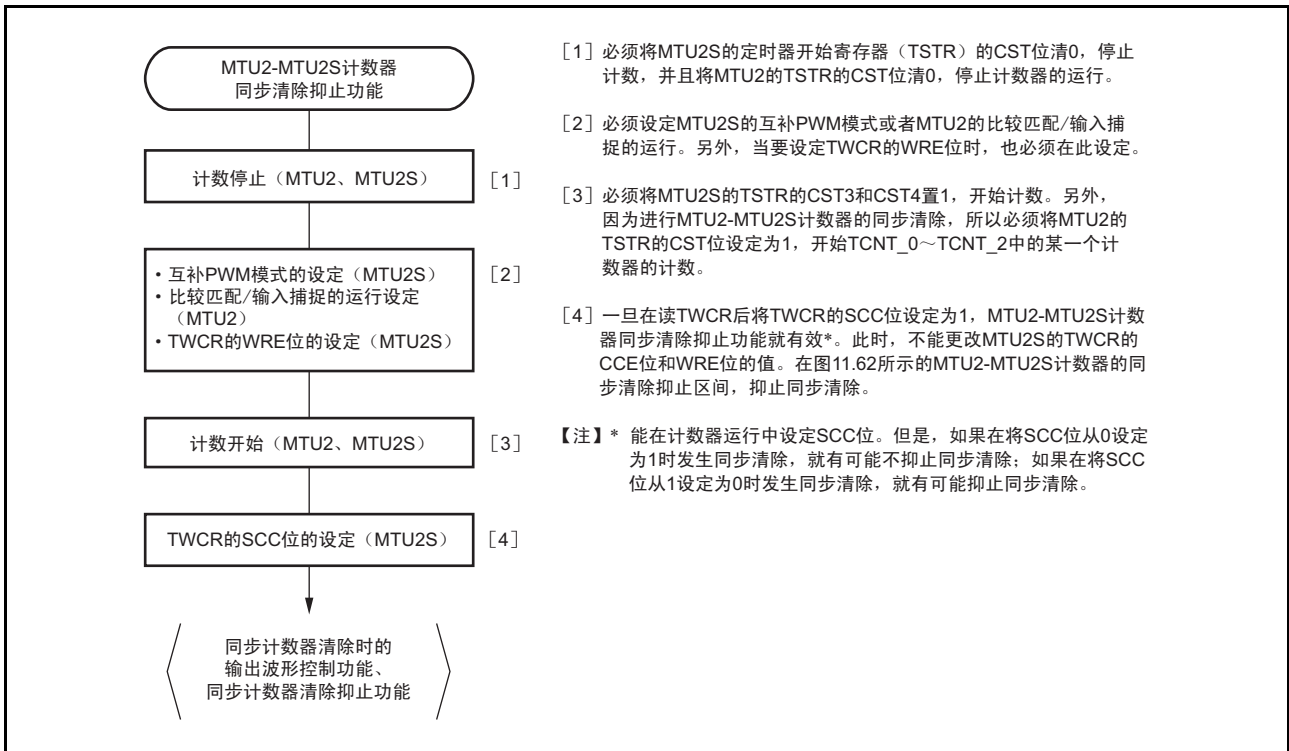 MTU2-MTU2S计数器
同步清除抑止功能
计数停止（MTU2、MTU2S）
［1］
・互补PWM模式的设定（MTU2S）
・比较匹配/输入捕捉的运行设定
（MTU2）
・TWCR的WRE位的设定（MTU2S）
［2］
计数开始（MTU2、MTU2S）
［3］
TWCR的SCC位的设定（MTU2S）
［4］
同步计数器清除时的
输出波形控制功能、
同步计数器清除抑止功能
［1］必须将MTU2S的定时器开始寄存器（TSTR）的CST位清0，停止
计数，并且将MTU2的TSTR的CST位清0，停止计数器的运行。
［2］必须设定MTU2S的互补PWM模式或者MTU2的比较匹配/输入捕
捉的运行。另外，当要设定TWCR的WRE位时，也必须在此设定。
［3］必须将MTU2S的TSTR的CST3和CST4置1，开始计数。另外，
因为进行MTU2-MTU2S计数器的同步清除，所以必须将MTU2的
TSTR的CST位设定为1，开始TCNT_0～TCNT_2中的某一个计
数器的计数。
［4］一旦在读TWCR后将TWCR的SCC位设定为1，MTU2-MTU2S计数
器同步清除抑止功能就有效*。此时，不能更改MTU2S的TWCR的
CCE位和WRE位的值。在图11.62所示的MTU2-MTU2S计数器的同
步清除抑止区间，抑止同步清除。
【注】* 能在计数器运行中设定SCC位。但是，如果在将SCC位从0设定
为1时发生同步清除，就有可能不抑止同步清除；如果在将SCC
位从1设定为0时发生同步清除，就有可能抑止同步清除。